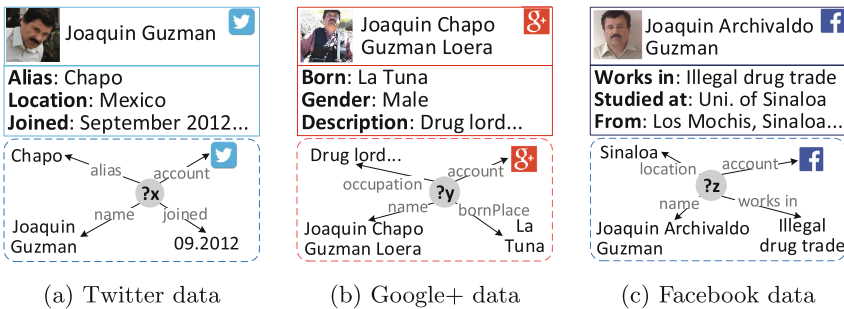 Joaquin Guzman
Alias: Chapo
Location: Mexico
Joined: September 2012...
Chapo
alias
account
?x
name
joined
Joaquin
Guzman
09.2012
(a) Twitter data
Joaquin Chapo
Guzman Loera
g+
Born: La Tuna
Gender: Male
Description: Drug lord...
Drug lord...
g+
account
occupation
?y
name
bornPlace
Joaquin Chapo
Guzman Loera
La
Tuna
(b) Google+ data
Joaquin Archivaldo
Guzman
f
Works in: Illegal drug trade
Studied at: Uni. of Sinaloa
From: Los Mochis, Sinaloa...
Sinaloa
f
location
account
?z
name
works in
Joaquin Archivaldo
Guzman
Illegal
drug trade
(c) Facebook data